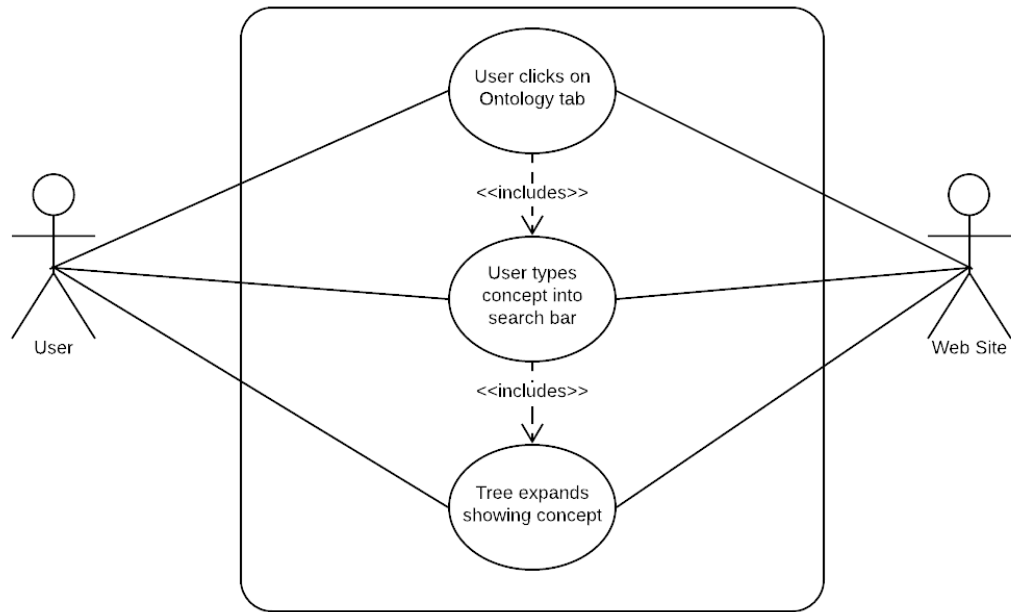 User clicks on
Ontology tab
<<includes>>
User types
concept into
search bar
User
Web Site
<<includes>>
Tree expands
showing concept